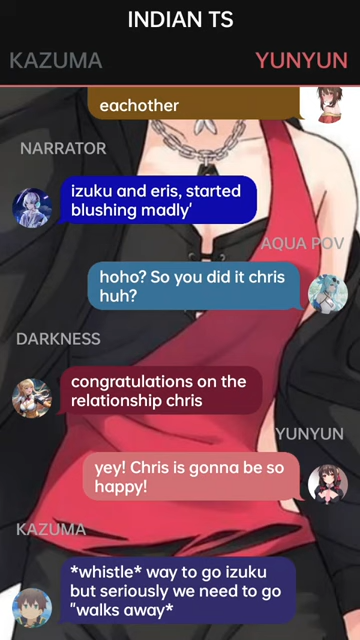 INDIAN TS
KAZUMA YUNYUN
eachother
NARRATOR
izuku and eris, started
blushing madly'
AQUA POV
hoho? So you did it chris
huh?
DARKNESS
congratulations on the
relationship chris
YUNYUN
yey! Chris is gonna be so
happy!
KAZUMA
*whistle* way to go izuku
but seriously we need to go
"walks away*